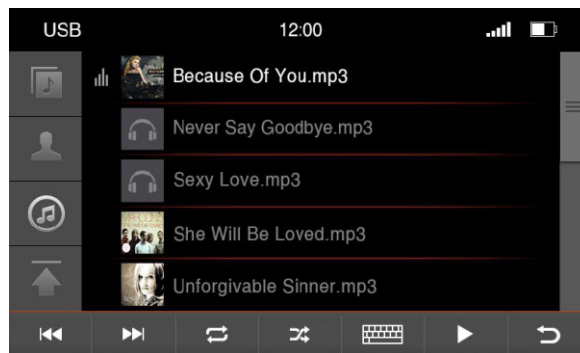 USB 12:00
Because Of You.mp3
Never Say Goodbye.mp3
Sexy Love.mp3
She Will Be Loved.mp3
Unforgivable Sinner.mp3